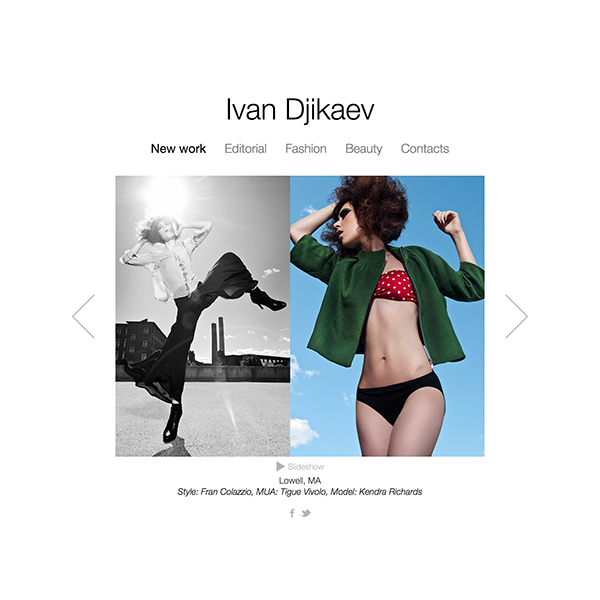 Ivan Djikaev
New work Editorial Fashion Beauty Contacts
Slideshow
Lowell, MA
Style: Fran Colazzio, MUA: Tigue Vivolo, Model: Kendra Richards